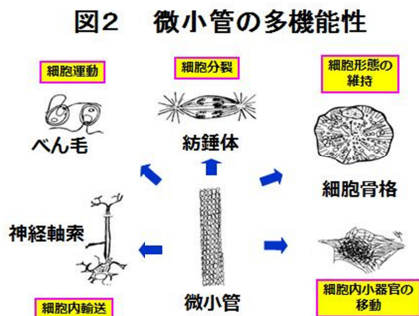 図2 微小管の多機能性
細胞運動
細胞分裂
細胞形態の
維持
べん毛
紡錘体
細胞骨格
神経軸索
微小管
細胞内輸送
細胞内小器官の
移動